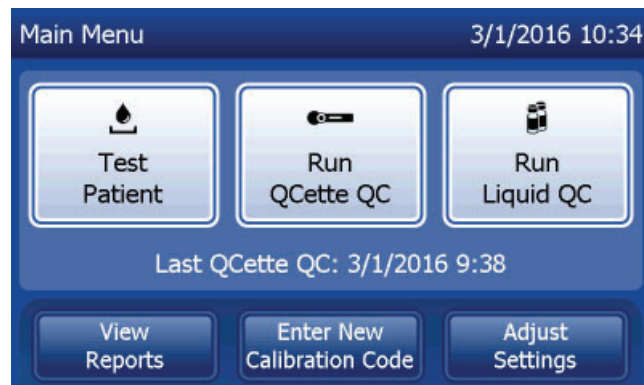 Main Menu 3/1/2016 10:34
Test
Patient
Run
QCette QC
Run
Liquid QC
Last QCette QC: 3/1/2016 9:38
View
Reports
Enter New
Calibration Code
Adjust
Settings